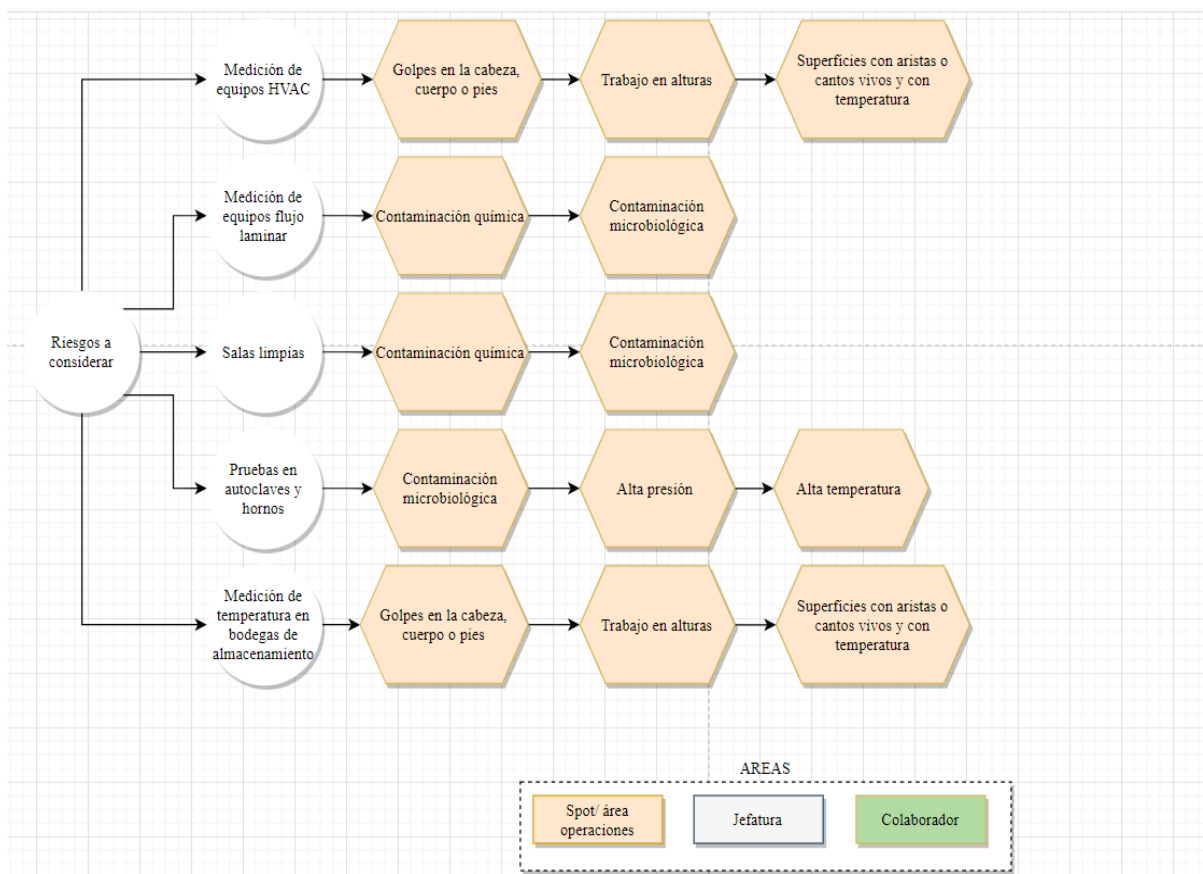 Medición de
equipos HVAC
Golpes en la cabeza,
cuerpo o pies
Trabajo en alturas
Superficies con aristas o
cantos vivos y con
temperatura
Medición de
equipos flujo
laminar
Contaminación química
Contaminación
microbiológica
Riesgos a
considerar
Salas limpias
Contaminación química
Contaminación
microbiológica
Pruebas en
autoclaves y
hornos
Contaminación
microbiológica
Alta presión
Alta temperatura
Medición de
temperatura en
bodegas de
almacenamiento
Golpes en la cabeza,
cuerpo o pies
Trabajo en alturas
Superficies con aristas o
cantos vivos y con
temperatura
AREAS
Spot/ área
operaciones
Jefatura
Colaborador